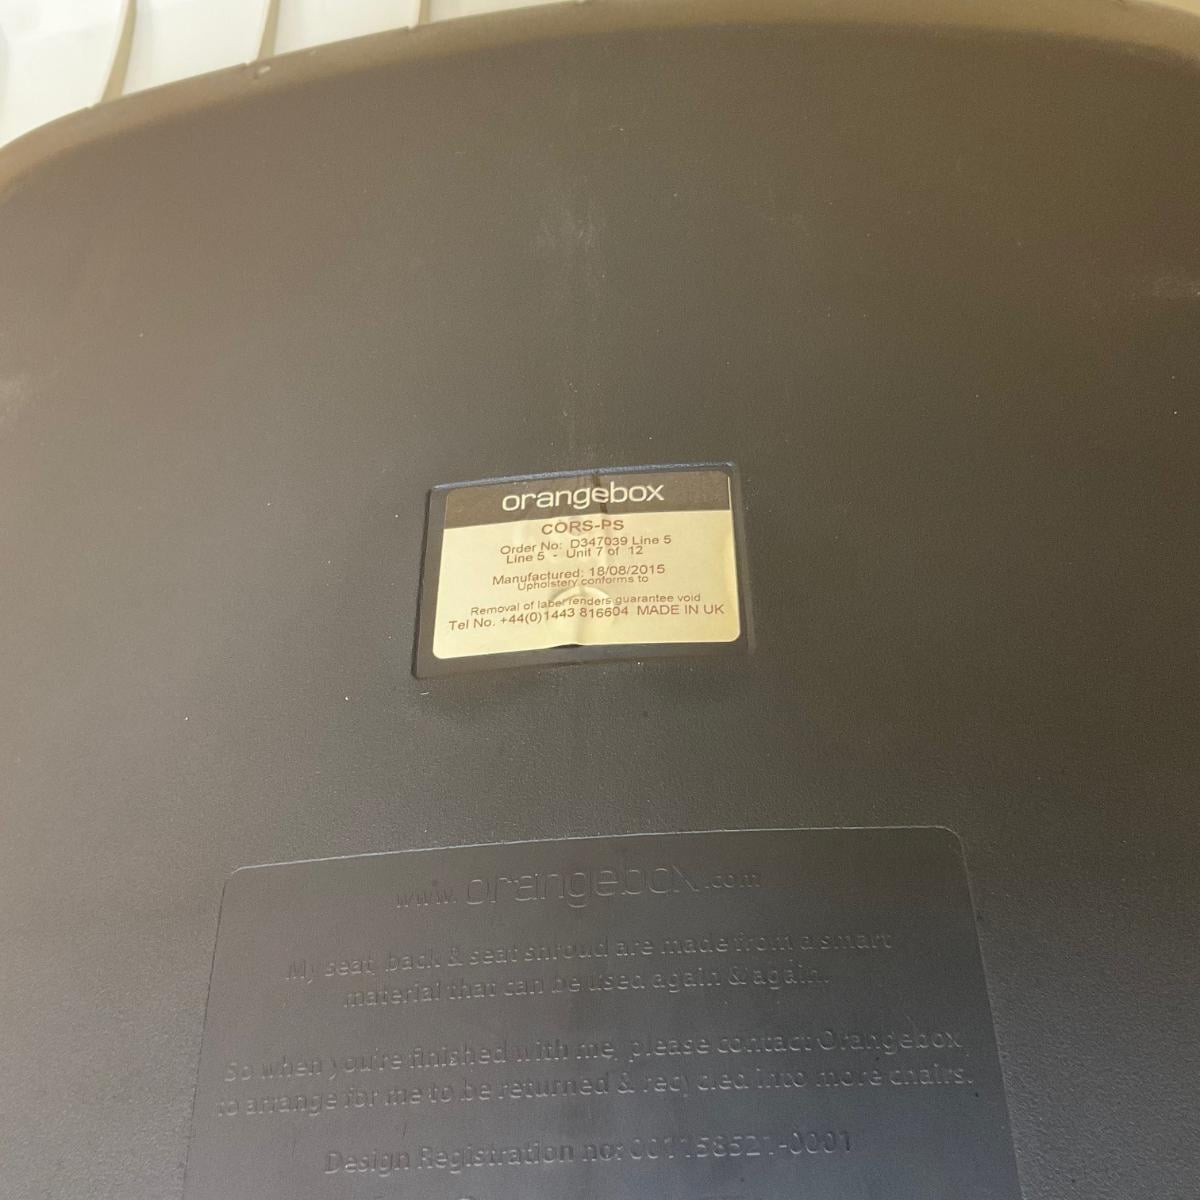 orangebox
CORS-PS
Order No: D347039 Line 5
Line 5 - Unit 7 of 12
Manufactured: 18/08/2015
Upholstery conforms to
Removal of label renders guarantee void
Tel No. +44(0)1443 816604 MADE IN UK
www.orangebox.com
My seat, back & seat shroud are made from a smart
material that can be used again & again.
So when you're finished with me, please contact Orangebox,
to arrange for me to be returned & recycled into more chairs.
Design Registration no: 001158521-0001